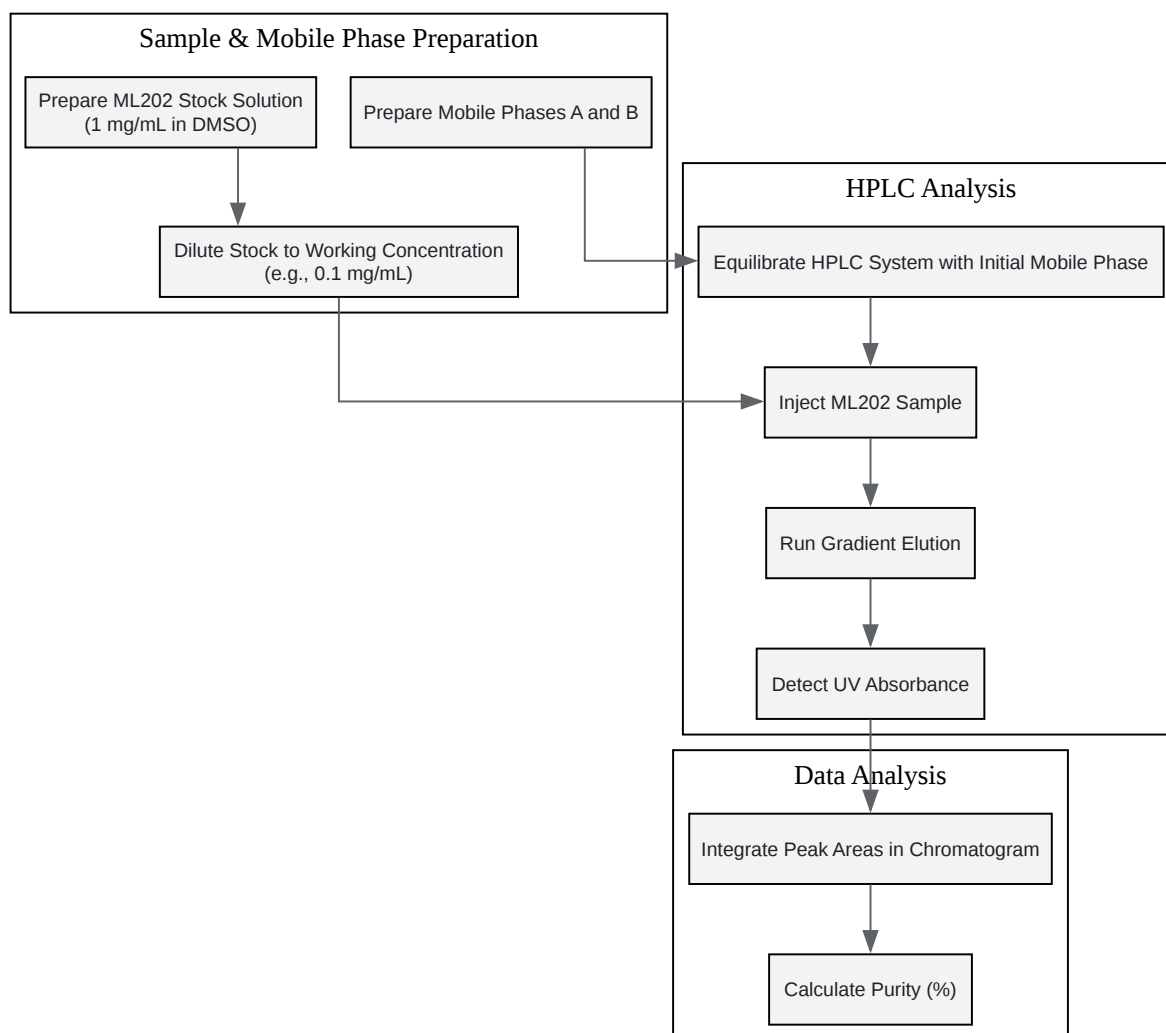 Sample & Mobile Phase Preparation
Prepare ML202 Stock Solution
(1 mg/mL in DMSO)
Prepare Mobile Phases A and B
Dilute Stock to Working Concentration
(e.g., 0.1 mg/mL)
HPLC Analysis
Equilibrate HPLC System with Initial Mobile Phase
Inject ML202 Sample
Run Gradient Elution
Detect UV Absorbance
Data Analysis
Integrate Peak Areas in Chromatogram
Calculate Purity (%)